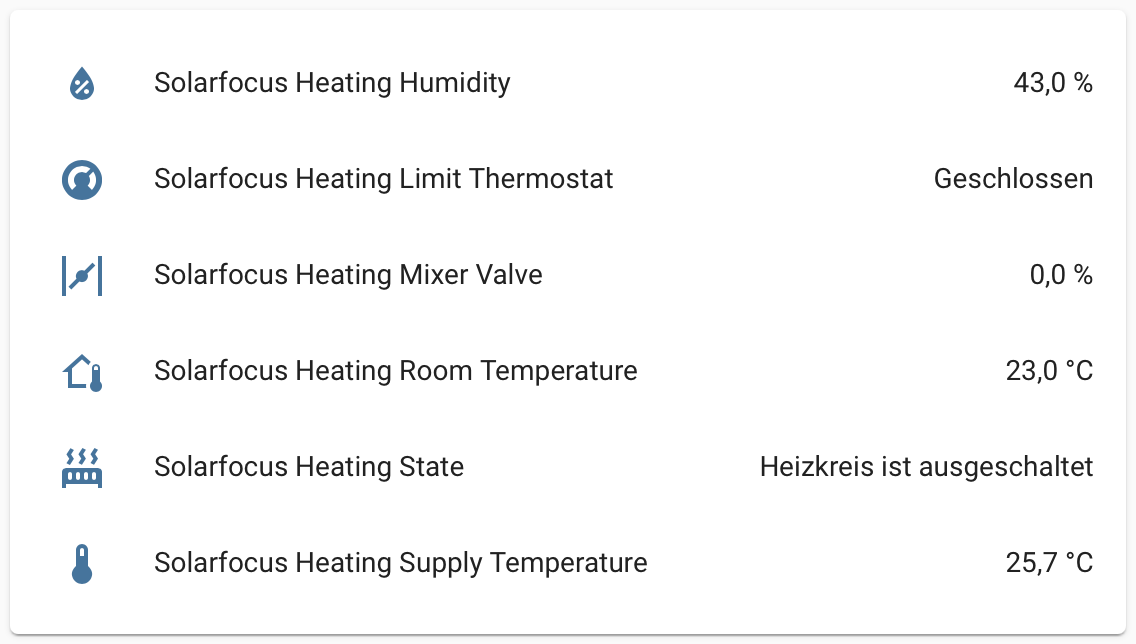 Solarfocus Heating Humidity 43,0 %
Solarfocus Heating Limit Thermostat Geschlossen
Solarfocus Heating Mixer Valve 0,0 %
Solarfocus Heating Room Temperature 23,0 °C
Solarfocus Heating State Heizkreis ist ausgeschaltet
Solarfocus Heating Supply Temperature 25,7 °C